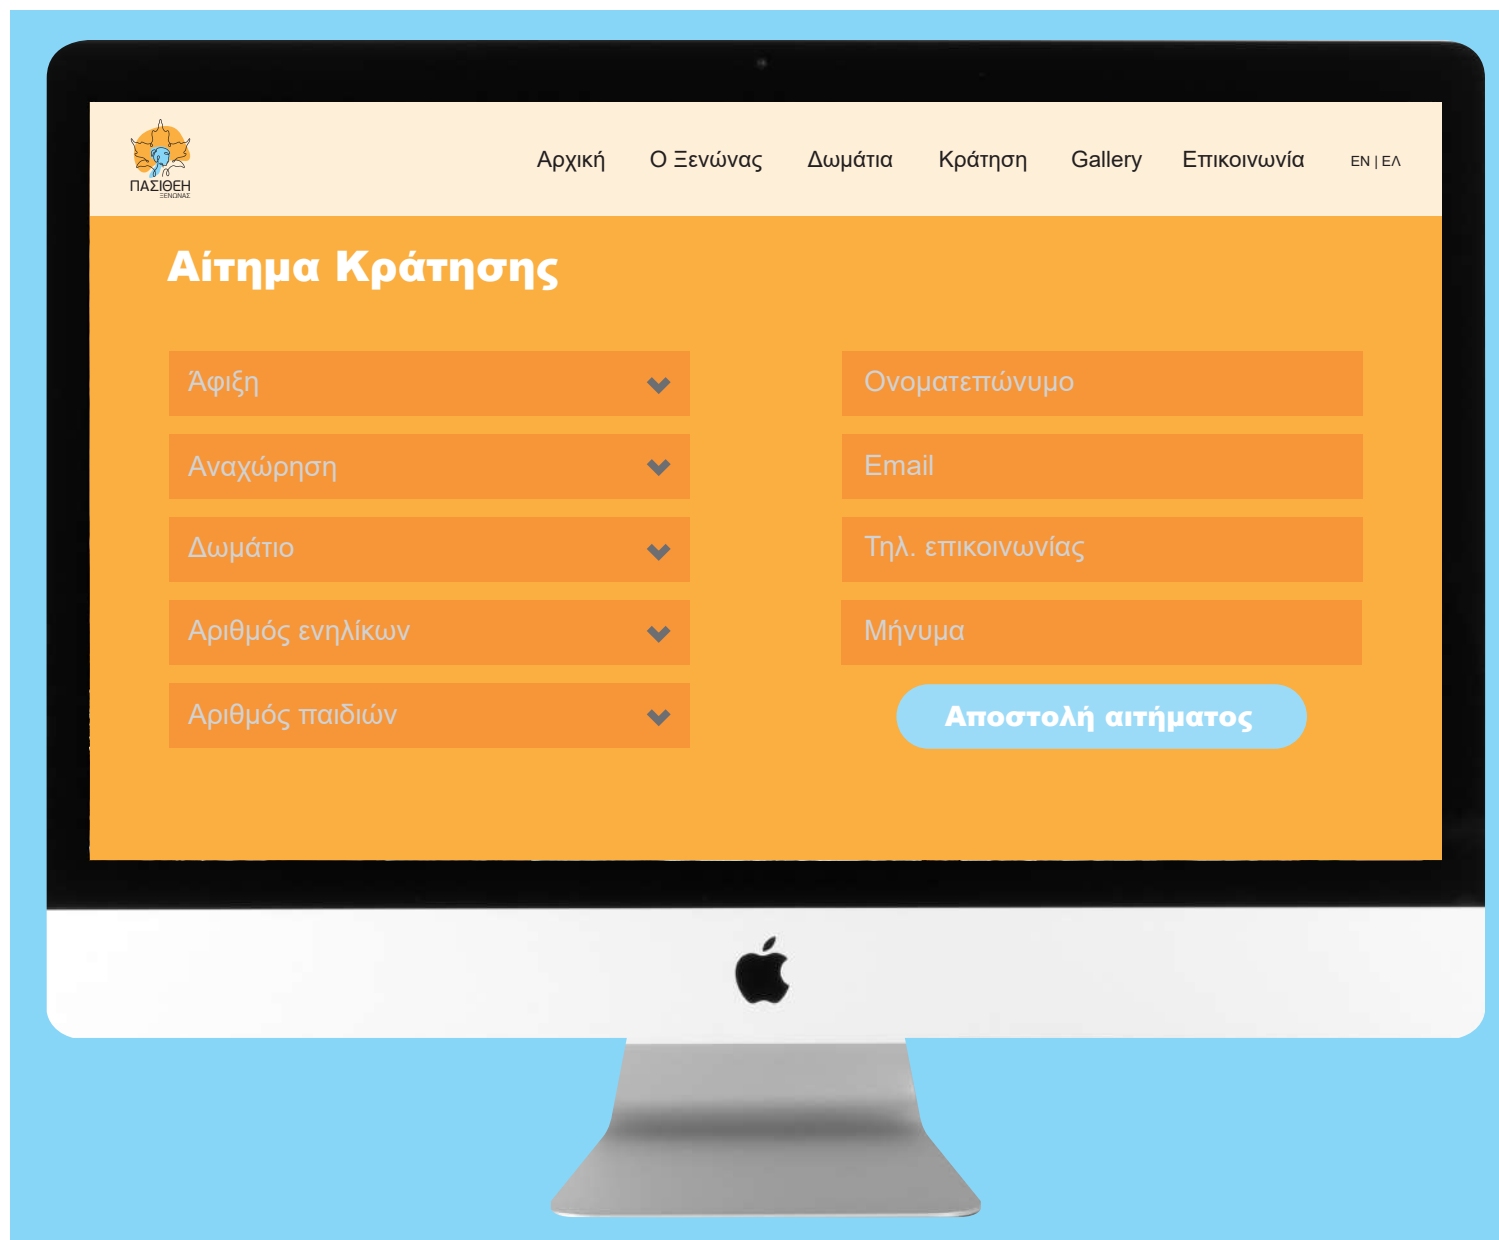 ΠΑΣΙΘΕΗ
ΞΕΝΩΝΑΣ
Αρχική Ο Ξενώνας Δωμάτια Κράτηση Gallery Επικοινωνία EN | ΕΛ
Αίτημα Κράτησης
Άφιξη
Αναχώρηση
Δωμάτιο
Αριθμός ενηλίκων
Αριθμός παιδιών
Ονοματεπώνυμο
Email
Τηλ. επικοινωνίας
Μήνυμα
Αποστολή αιτήματος